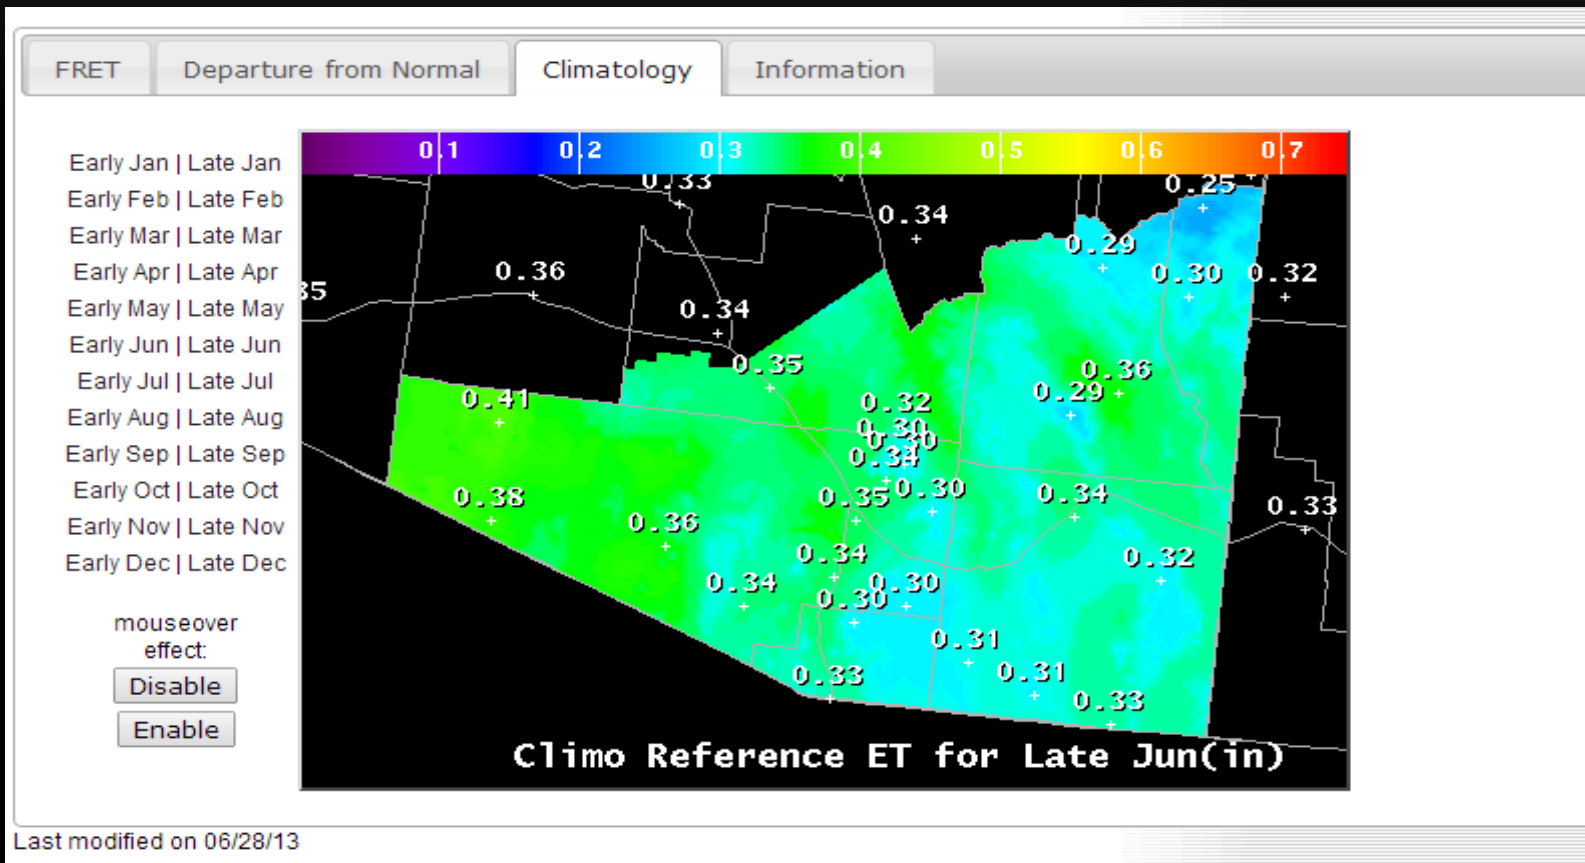 FRET
Departure from Normal
Climatology
Information
Early Jan | Late Jan
Early Feb | Late Feb
Early Mar | Late Mar
Early Apr | Late Apr
Early May | Late May
Early Jun | Late Jun
Early Jul | Late Jul
Early Aug | Late Aug
Early Sep | Late Sep
Early Oct | Late Oct
Early Nov | Late Nov
Early Dec | Late Dec
mouseover
effect:
Disable
Enable
0.1 0.2 0.3 0.4 0.5 0.6 0.7
0.33
0.25
0.34
0.29
0.36
0.30
0.32
35
0.34
0.35
0.36
0.29
0.41
0.32
0.30
0.30
0.34
0.38
0.35
0.30
0.34
0.33
0.36
0.34
0.32
0.34
0.30
0.30
0.31
0.31
0.33
0.33
Climo Reference ET for Late Jun(in)
Last modified on 06/28/13